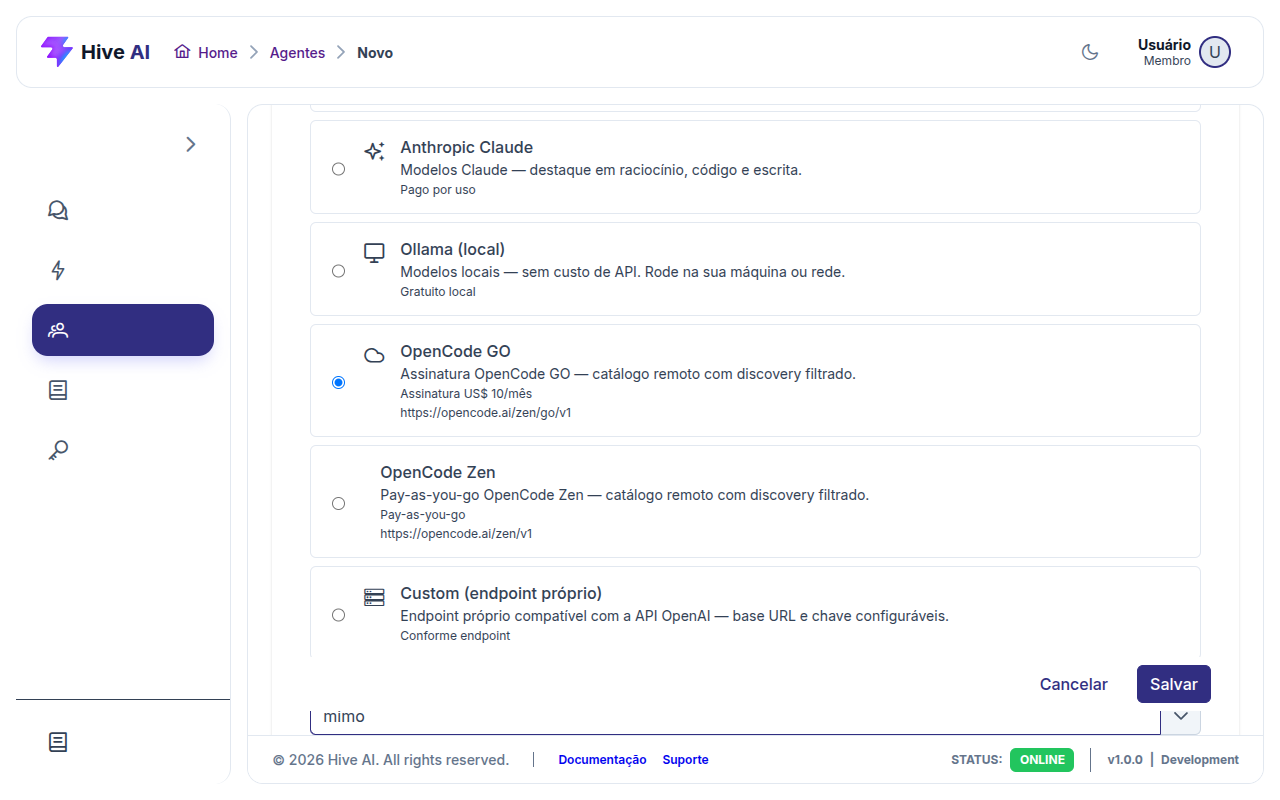 Hive AI
Home
Agentes
Novo
Usuário
Membro
U
Anthropic Claude
Modelos Claude — destaque em raciocínio, código e escrita.
Pago por uso
Ollama (local)
Modelos locais — sem custo de API. Rode na sua máquina ou rede.
Gratuito local
OpenCode GO
Assinatura OpenCode GO — catálogo remoto com discovery filtrado.
Assinatura US$ 10/mês
https://opencode.ai/zen/go/v1
OpenCode Zen
Pay-as-you-go OpenCode Zen — catálogo remoto com discovery filtrado.
Pay-as-you-go
https://opencode.ai/zen/v1
Custom (endpoint próprio)
Endpoint próprio compatível com a API OpenAI — base URL e chave configuráveis.
Conforme endpoint
Cancelar
Salvar
mimo
© 2026 Hive AI. All rights reserved.
Documentação
Suporte
STATUS: ONLINE
v1.0.0 | Development